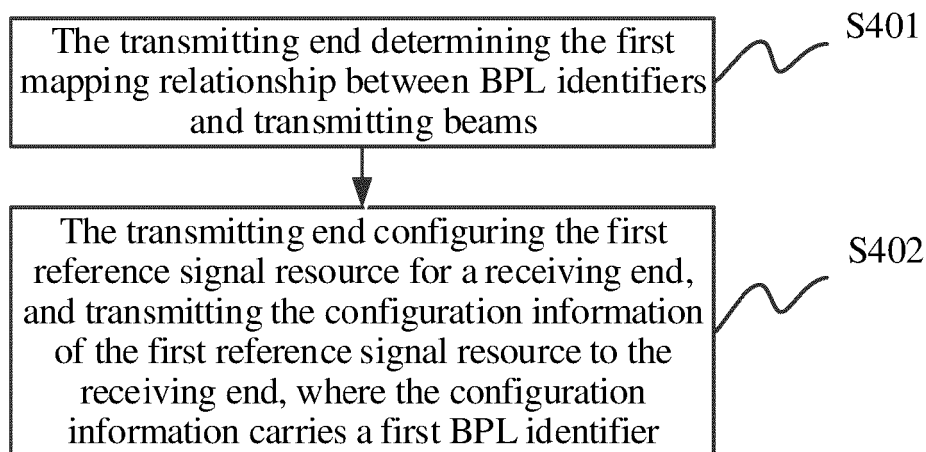 The transmitting end determining the first
mapping relationship between BPL identifiers
and transmitting beams
S401
The transmitting end configuring the first
reference signal resource for a receiving end,
and transmitting the configuration information
of the first reference signal resource to the
receiving end, where the configuration
information carries a first BPL identifier
S402